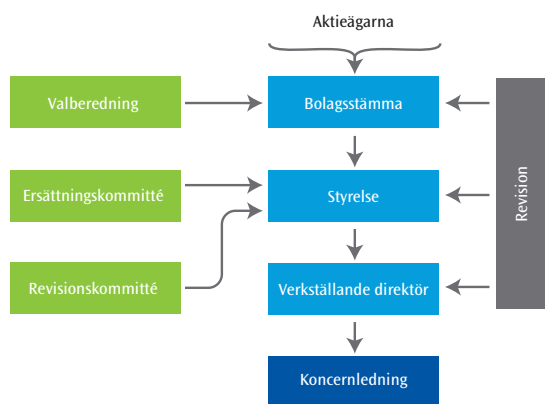 Aktieägarna
Valberedning
Bolagsstämma
Ersättningskommitté
Styrelse
Revision
Revisionskommitté
Verkställande direktör
Koncernledning